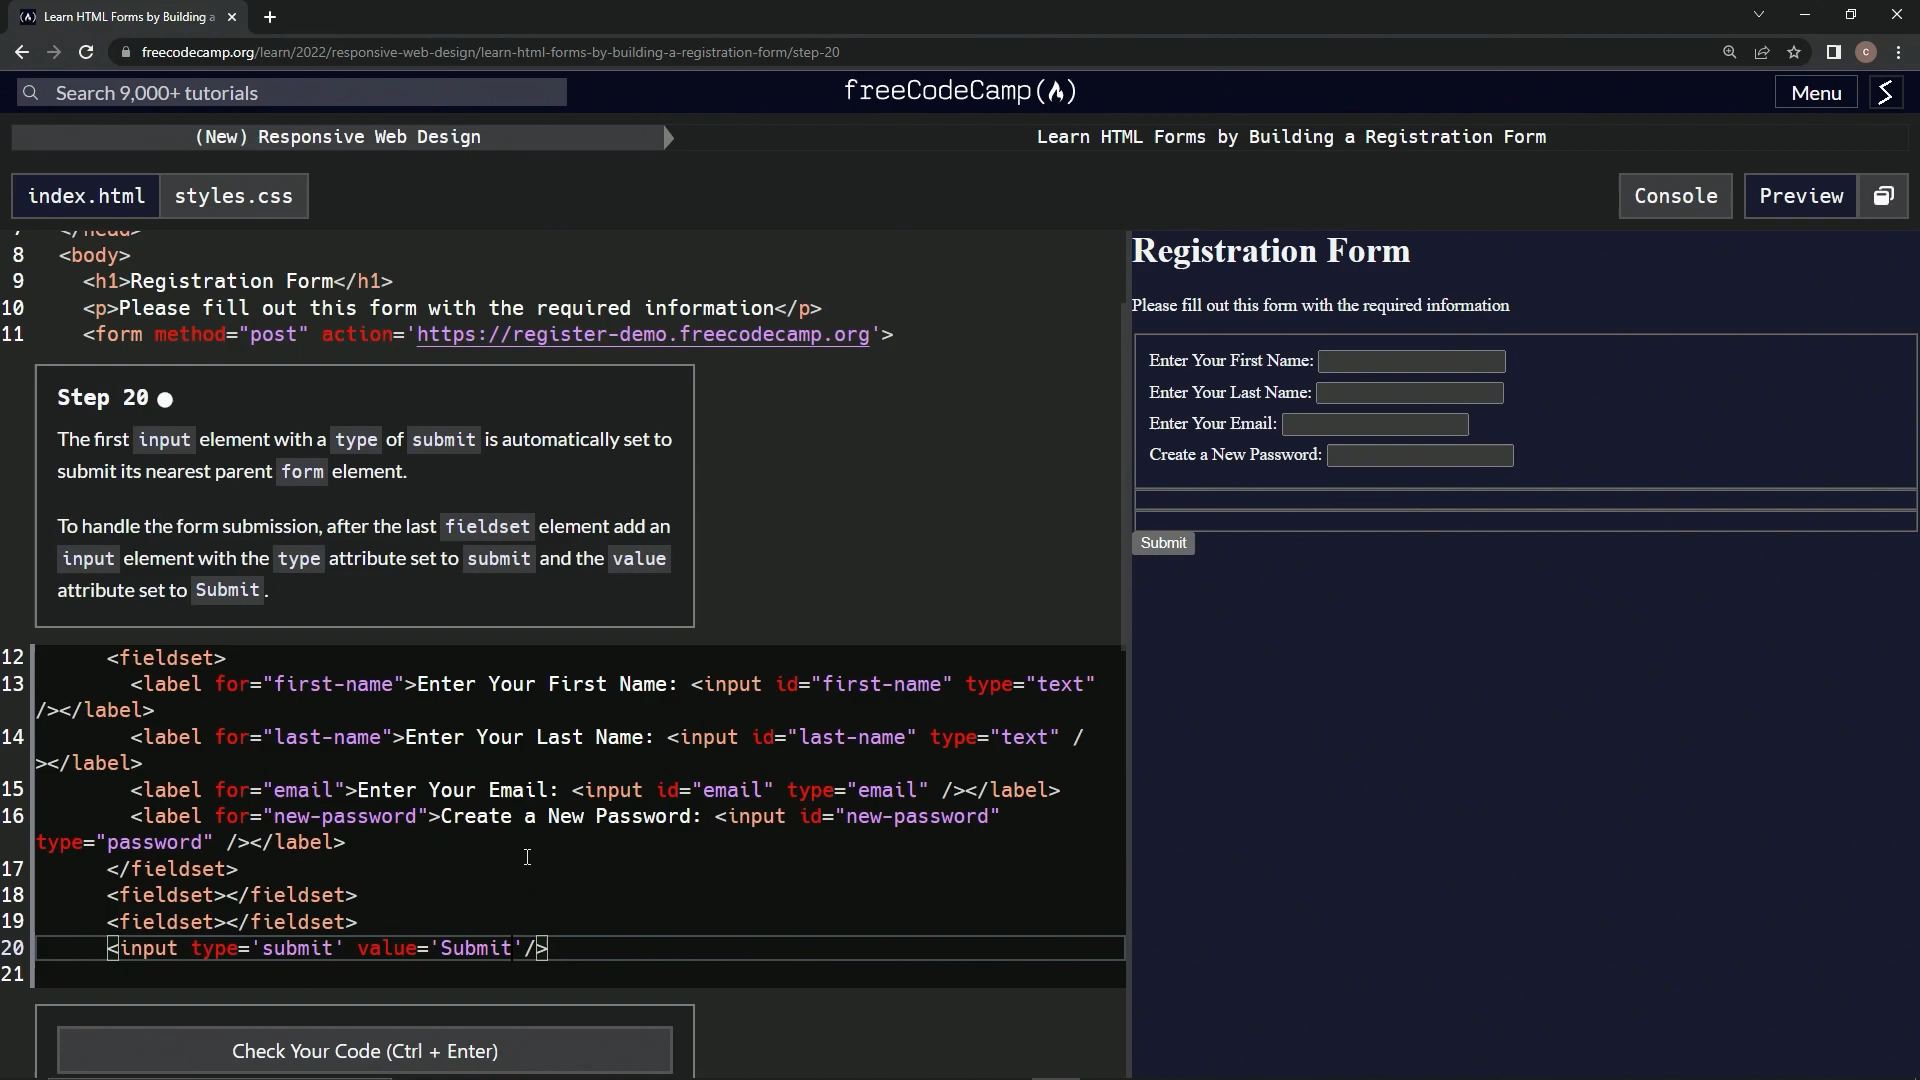 Learn HTML Forms by Building a
freecodecamp.org/learn/2022/responsive-web-design/learn-html-forms-by-building-a-registration-form/step-20
c
Search 9,000+ tutorials
freeCodeCamp
Menu
(New) Responsive Web Design
Learn HTML Forms by Building a Registration Form
index.html
styles.css
Console
Preview
7 </head>
8 <body>
9 <h1>Registration Form</h1>
10 <p>Please fill out this form with the required information</p>
11 <form method="post" action='https://register-demo.freecodecamp.org'>
Step 20
The first input element with a type of submit is automatically set to
submit its nearest parent form element.
To handle the form submission, after the last fieldset element add an
input element with the type attribute set to submit and the value
attribute set to Submit.
12 <fieldset>
13 <label for="first-name">Enter Your First Name: <input id="first-name" type="text"
/></label>
14 <label for="last-name">Enter Your Last Name: <input id="last-name" type="text" /
></label>
15 <label for="email">Enter Your Email: <input id="email" type="email" /></label>
16 <label for="new-password">Create a New Password: <input id="new-password"
type="password" /></label>
17 </fieldset>
18 <fieldset></fieldset>
19 <fieldset></fieldset>
20 <input type='submit' value='Submit'/>
21
Check Your Code (Ctrl + Enter)
Registration Form
Please fill out this form with the required information
Enter Your First Name:
Enter Your Last Name:
Enter Your Email:
Create a New Password:
Submit